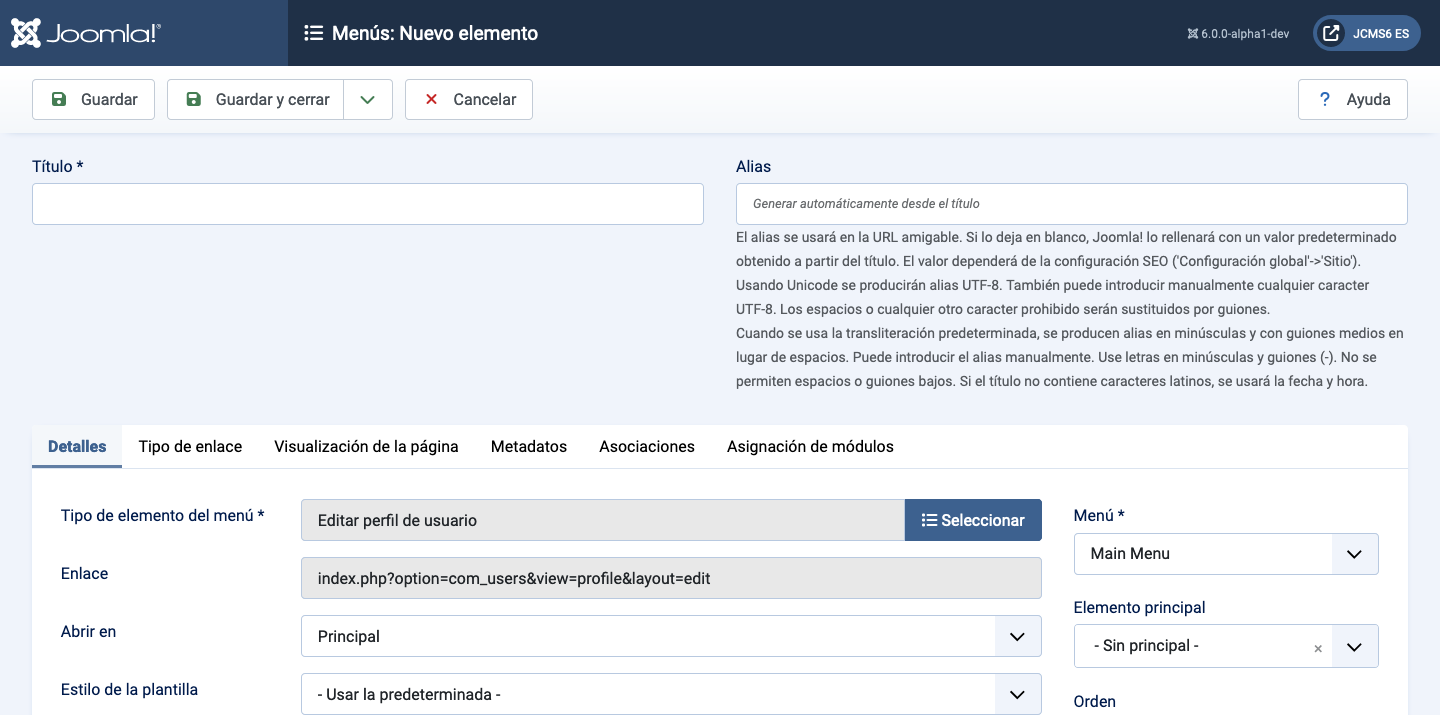 Joomla!®
Menús: Nuevo elemento
6.0.0-alpha1-dev
JCMS6 ES
Guardar
Guardar y cerrar
Cancelar
? Ayuda
Título *
Alias
Generar automáticamente desde el título
El alias se usará en la URL amigable. Si lo deja en blanco, Joomla! lo rellenará con un valor predeterminado
obtenido a partir del título. El valor dependerá de la configuración SEO ('Configuración global'->'Sitio').
Usando Unicode se producirán alias UTF-8. También puede introducir manualmente cualquier caracter
UTF-8. Los espacios o cualquier otro caracter prohibido serán sustituidos por guiones.
Cuando se usa la transliteración predeterminada, se producen alias en minúsculas y con guiones medios en
lugar de espacios. Puede introducir el alias manualmente. Use letras en minúsculas y guiones (-). No se
permiten espacios o guiones bajos. Si el título no contiene caracteres latinos, se usará la fecha y hora.
Detalles
Tipo de enlace
Visualización de la página
Metadatos
Asociaciones
Asignación de módulos
Tipo de elemento del menú *
Editar perfil de usuario
Seleccionar
Enlace
index.php?option=com_users&view=profile&layout=edit
Abrir en
Principal
Estilo de la plantilla
- Usar la predeterminada -
Menú *
Main Menu
Elemento principal
- Sin principal -
×
Orden